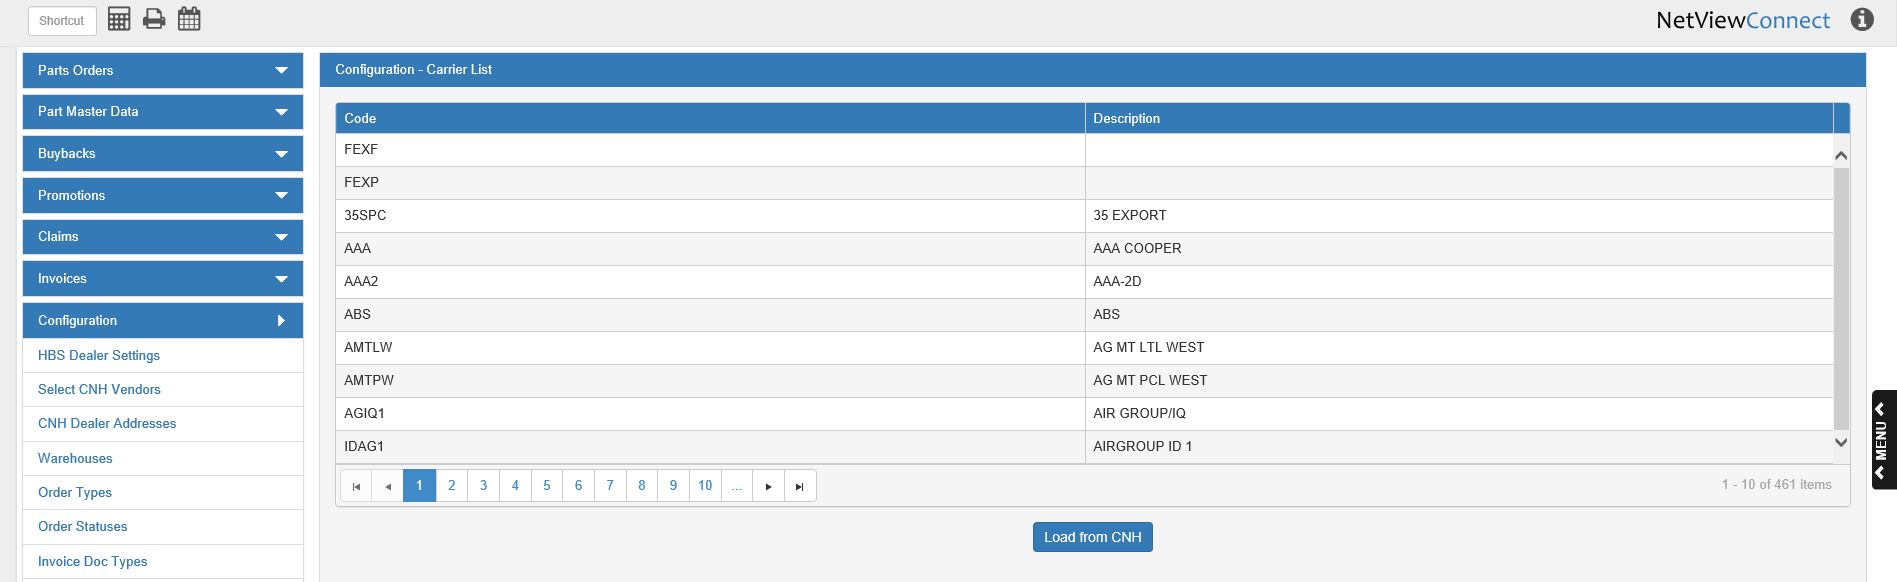 Shortcut
NetViewConnect
Parts Orders
Part Master Data
Buybacks
Promotions
Claims
Invoices
Configuration
HBS Dealer Settings
Select CNH Vendors
CNH Dealer Addresses
Warehouses
Order Types
Order Statuses
Invoice Doc Types
Configuration - Carrier List
Code Description
FEXF
FEXP
35SPC 35 EXPORT
AAA AAA COOPER
AAA2 AAA-2D
ABS ABS
AMTLW AG MT LTL WEST
AMTPW AG MT PCL WEST
AGIQ1 AIR GROUP/IQ
IDAG1 AIRGROUP ID 1
1 2 3 4 5 6 7 8 9 10 ... 1 - 10 of 461 items
Load from CNH
MENU